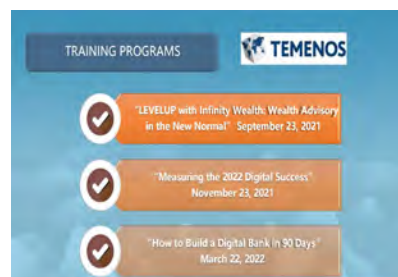 TRAINING PROGRAMS
TEMENOS
"LEVELUP with Infinity Wealth: Wealth Advisory
in the New Normal" September 23, 2021
"Measuring the 2022 Digital Success"
November 23, 2021
"How to Build a Digital Bank in 90 Days"
March 22, 2022